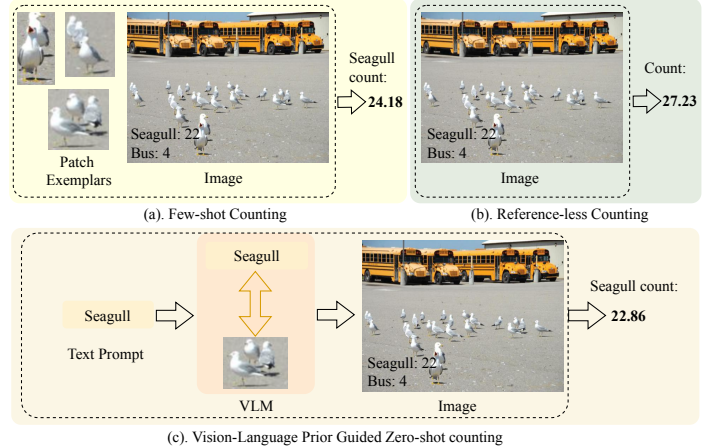 Seagull
count:
24.18
Seagull: 22
Bus: 4
Patch
Exemplars
Image
(a). Few-shot Counting
Count:
27.23
Seagull: 22
Bus: 4
Image
(b). Reference-less Counting
Seagull
Seagull
Text Prompt
VLM
Seagull: 22
Bus: 4
Image
Seagull count:
22.86
(c). Vision-Language Prior Guided Zero-shot counting